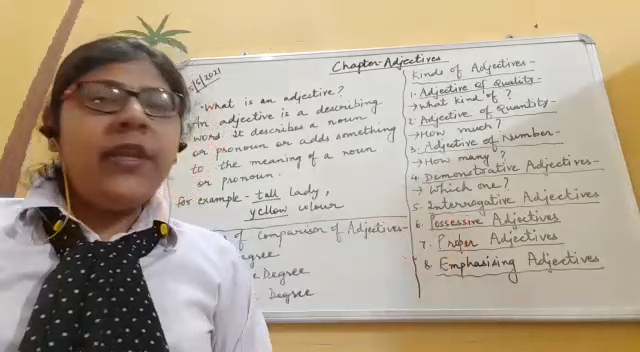 Chapter-Adjectives
/5/2021
What is an adjective?
An adjective is a describing
word. It describes a noun
or pronoun or adds something
to the meaning of a noun
or pronoun.
For example - tall lady,
yellow colour
of Comparison of Adjectives-
Degree
Degree
Kinds of Adjectives-
1. Adjective of Quality-
→ What kind of ?
2. Adjective of Quantity-
→ How much?
3. Adjective of Number-
→ How many ?
4. Demonstrative Adjectives-
→ Which one?
5. Interrogative Adjectives
6. Possessive Adjectives
7. Proper Adjectives
8. Emphasising Adjectives